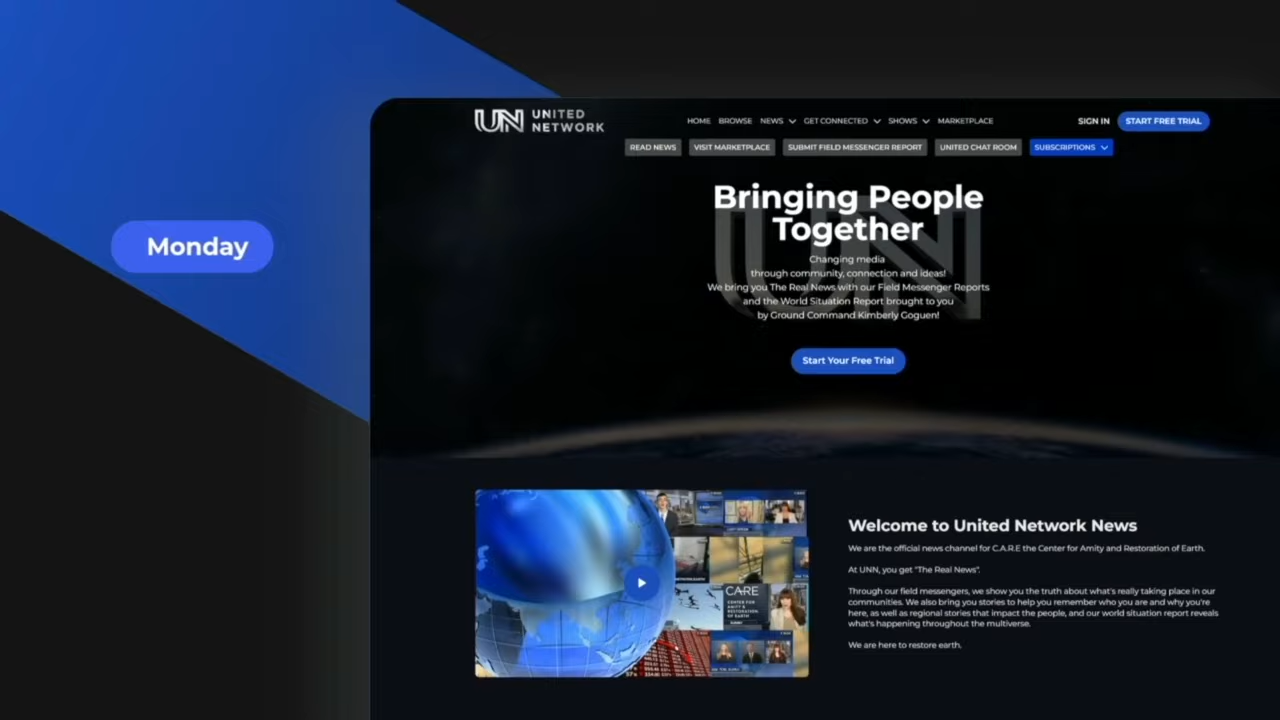 Monday
UNITED
NETWORK
HOME BROWSE NEWS GET CONNECTED SHOWS MARKETPLACE
SIGN IN START FREE TRIAL
READ NEWS VISIT MARKETPLACE SUBMIT FIELD MESSENGER REPORT UNITED CHAT ROOM SUBSCRIPTIONS
UN
Bringing People
Together
Changing media
through community, connection and ideas!
We bring you The Real News with our Field Messenger Reports
and the World Situation Report brought to you
by Ground Command Kimberly Goguen!
Start Your Free Trial
CARE
CENTER FOR
AMITY &
RESTORATION
OF EARTH
Welcome to United Network News
We are the official news channel for C.A.R.E the Center for Amity and Restoration of Earth.
At UNN, you get "The Real News".
Through our field messengers, we show you the truth about what's really taking place in our
communities. We also bring you stories to help you remember who you are and why you're
here, as well as regional stories that impact the people, and our world situation report reveals
what's happening throughout the multiverse.
We are here to restore earth.